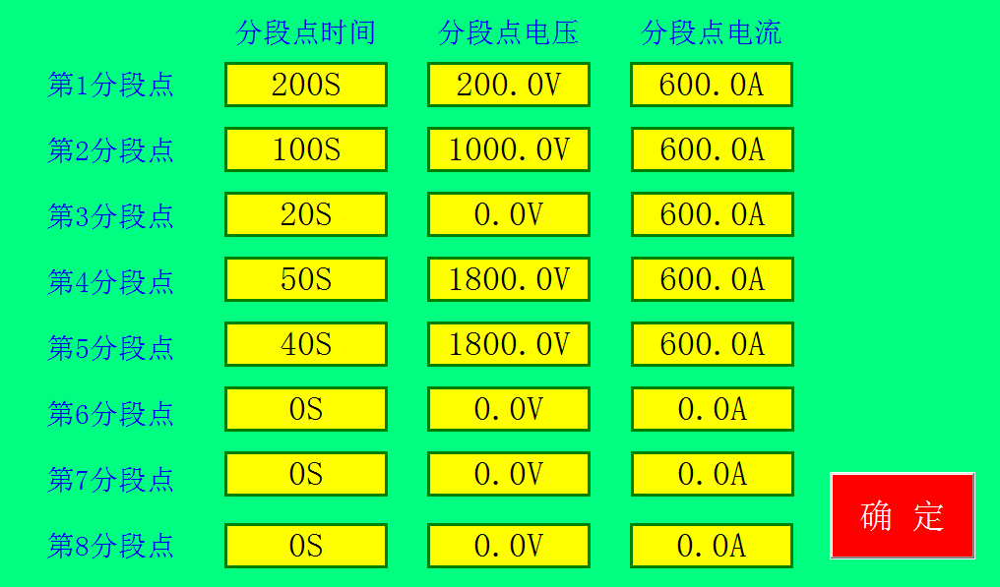 分段点时间 分段点电压 分段点电流
第1分段点 200S 200.0V 600.0A
第2分段点 100S 1000.0V 600.0A
第3分段点 20S 0.0V 600.0A
第4分段点 50S 1800.0V 600.0A
第5分段点 40S 1800.0V 600.0A
第6分段点 0S 0.0V 0.0A
第7分段点 0S 0.0V 0.0A
确 定
第8分段点 0S 0.0V 0.0A